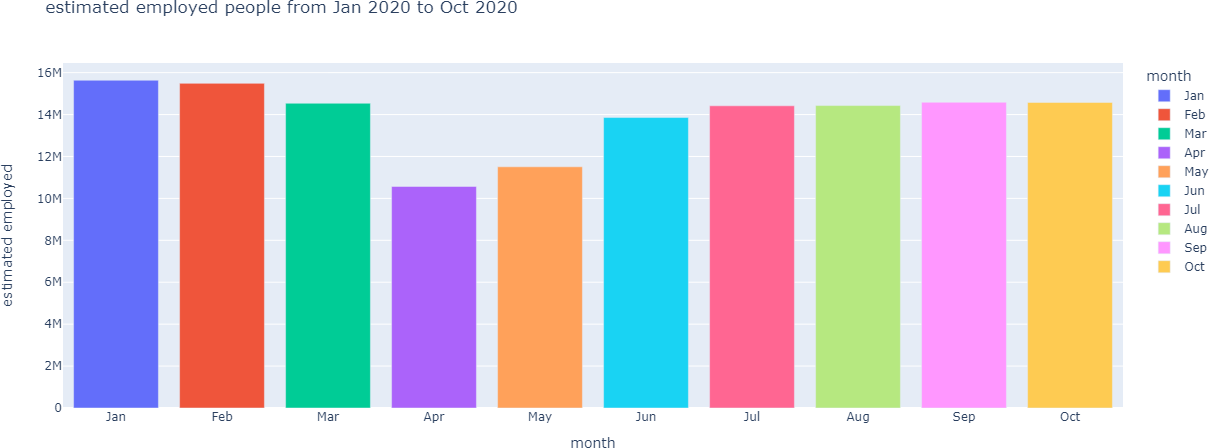 estimated employed people from Jan 2020 to Oct 2020
estimated employed
16M
14M
12M
10M
8M
6M
4M
2M
0
Jan Feb Mar Apr May Jun Jul Aug Sep Oct
month
month
Jan
Feb
Mar
Apr
May
Jun
Jul
Aug
Sep
Oct